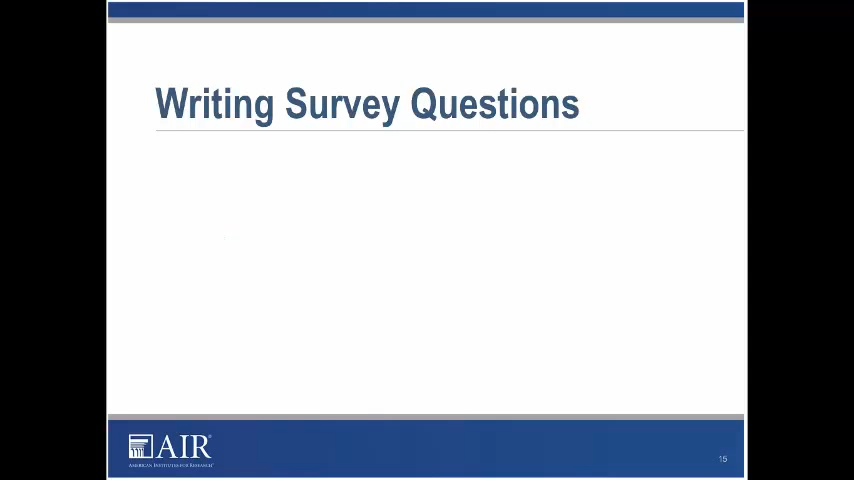 Writing Survey Questions
AIR®
AMERICAN INSTITUTES FOR RESEARCH®
15